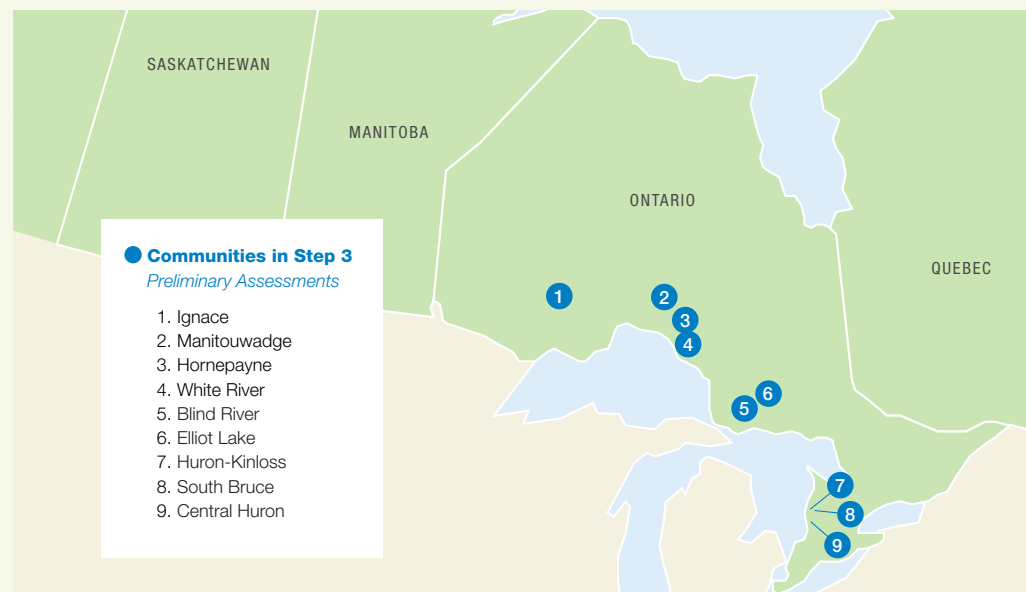 SASKATCHEWAN
MANITOBA
ONTARIO
QUEBEC
Communities in Step 3
Preliminary Assessments
1. Ignace
2. Manitouwadge
3. Hornepayne
4. White River
5. Blind River
6. Elliot Lake
7. Huron-Kinloss
8. South Bruce
9. Central Huron
1
2
3
4
5
6
7
8
9